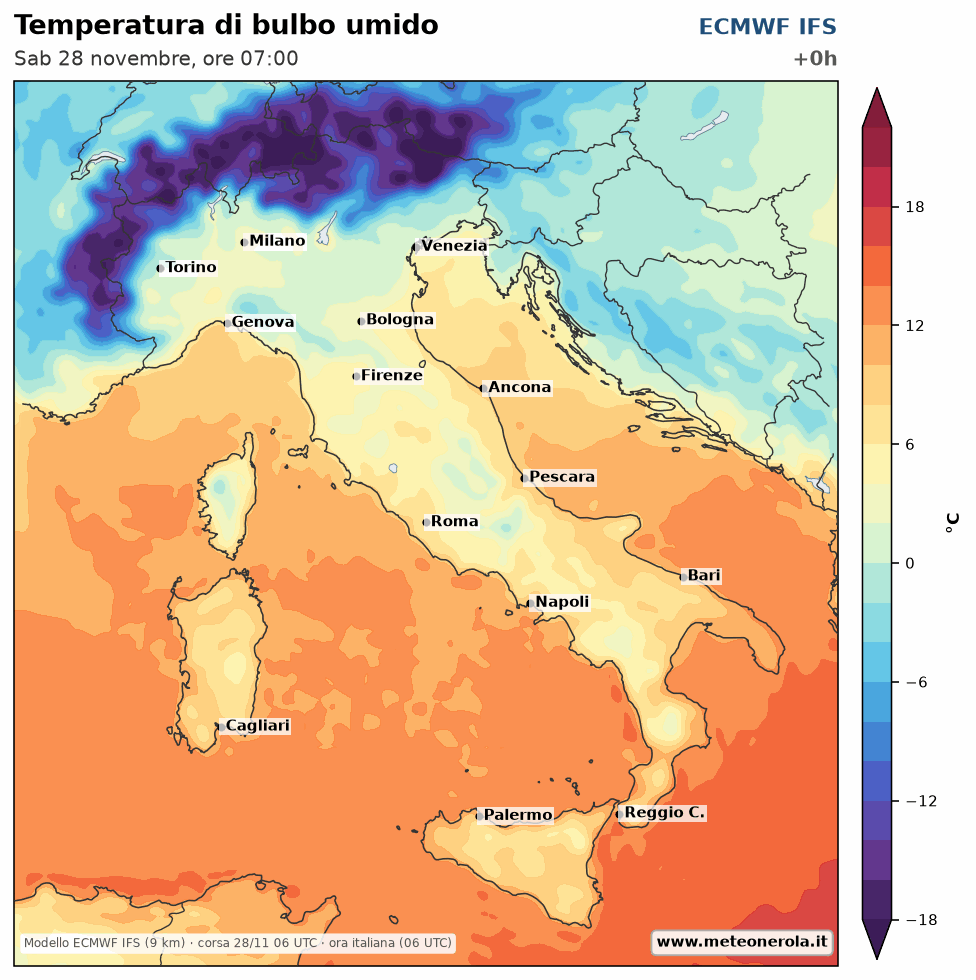 Temperatura di bulbo umido
ECMWF IFS
Sab 28 novembre, ore 07:00
+0h
Milano
Venezia
Torino
Genova
Bologna
Firenze
Ancona
Pescara
Roma
Bari
Napoli
Cagliari
Palermo
Reggio C.
18
12
6
0
−6
−12
−18
°C
Modello ECMWF IFS (9 km) · corsa 28/11 06 UTC · ora italiana (06 UTC)
www.meteonerola.it